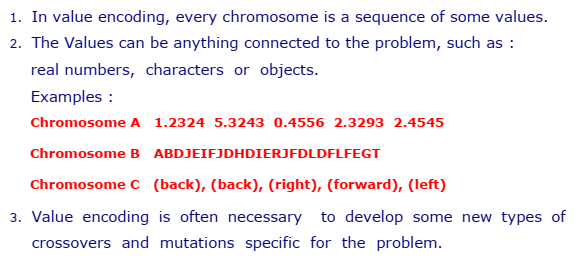 1. In value encoding, every chromosome is a sequence of some values.
2. The Values can be anything connected to the problem, such as :
real numbers, characters or objects.
Examples :
Chromosome A 1.2324 5.3243 0.4556 2.3293 2.4545
Chromosome B ABDJEIFJDHDIERJFDLDFLFEGT
Chromosome C (back), (back), (right), (forward), (left)
3. Value encoding is often necessary to develop some new types of
crossovers and mutations specific for the problem.